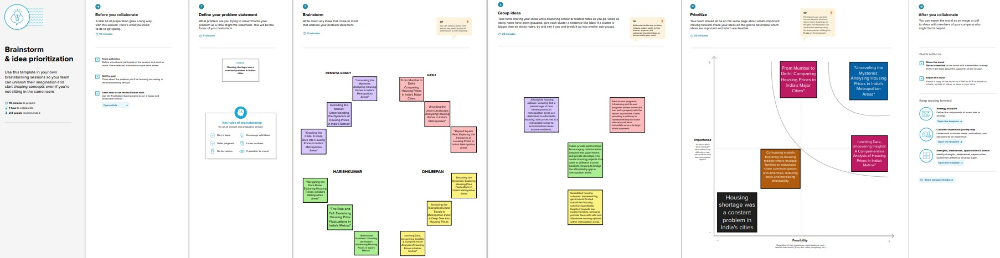 Brainstorm
& idea prioritization
Use this template in your own
brainstorming sessions so your team
can unleash their imagination and
start shaping concepts even if you're
not sitting in the same room.
10 minutes to prepare
1 hour to collaborate
2-8 people recommended
Before you collaborate
A little bit of preparation goes a long way
with this session. Here's what you need
to do to get going.
10 minutes
Team gathering
Define who should participate in the session and send an
invite. Share relevant information or pre-work ahead.
Set the goal
Think about the problem you'll be focusing on solving in
the brainstorming session.
Learn how to use the facilitation tools
Use the Facilitation Superpowers to run a happy and
productive session.
Open article
1
Define your problem statement
What problem are you trying to solve? Frame your
problem as a How Might We statement. This will be the
focus of your brainstorm.
5 minutes
PROBLEM
Housing shortage was a
constant problem in India's
cities
Key rules of brainstorming
To run an smooth and productive session
Stay in topic.
Encourage wild ideas.
Defer judgment.
Listen to others.
Go for volume.
If possible, be visual.
2
Brainstorm
Write down any ideas that come to mind
that address your problem statement.
10 minutes
TIP
You can select a sticky note
and hit the pencil [switch to
sketch] icon to start drawing!
RENSIYA GRACY
"Unraveling the
Mysteries:
Analyzing Housing
Prices in India's
Metropolitan
Areas"
Decoding the
Market:
Understanding
the Dynamics of
Housing Prices
in India's Metros"
"Cracking the
Code: A Deep
Dive into Housing
Prices in India's
Metropolitan
Areas"
VASU
From Mumbai to
Delhi:
Comparing
Housing Prices
in India's Major
Cities.
Unveiling the
Urban Landscape:
Analyzing Housing
Prices in India's
Metropolises"
"Beyond Square
Feet: Exploring the
Intricacies of
Housing Prices in
India's Metros"
HARISHKUMAR
"Navigating the
Price Maze:
Exploring Housing
Trends in India's
Metropolitan
Areas"
"The Rise and
Fall: Examining
Housing Price
Fluctuations in
India's Metros"
"Behind the
Numbers: Unveiling
the Factors
Influencing Housing
Prices in India's
Metros"
DHILEEPAN
Decoding the
Dynamics: Exploring
Housing Price
Fluctuations in
India's Metropolitan
Areas
Analyzing the
Rising Real Estate
Trends in
Metropolitan India:
A Deep Dive into
Housing Prices
runching Data,
Uncovering Insights:
A Comprehensive
Analysis of Housing
Prices in India's
Metros"
3
Group ideas
Take turns sharing your ideas while clustering similar or related notes as you go. Once all
sticky notes have been grouped, give each cluster a sentence-like label. If a cluster is
bigger than six sticky notes, try and see if you and break it up into smaller sub-groups.
20 minutes
TIP
Add customizable tags to sticky
notes to make it easier to find,
browse, organize, and
categorize important ideas as
themes within your mural.
Affordable housing
options: Ensuring that a
percentage of new
developments in
metropolitan areas are
dedicated to affordable
housing, with prices set at a
reasonable range to
accommodate lower-
income residents.
Rent-to-own programs:
Introducing rent-to-own
programs where individuals
can rent a property with the
option to purchase it later,
providing a pathway to
homeownership for those
who may not have
immediate access to large
down payments.
Public-private partnerships:
Encouraging collaborations
between the government
and private developers to
create housing projects that
cater to different income
brackets, helping to bridge
the affordability gap in
metropolitan areas.
Subsidized housing
schemes: Implementing
government-funded
subsidized housing
schemes specifically
targeted towards low-
income families, aiming to
provide them with safe and
affordable housing options
within metropolitan areas.
4
Prioritize
Your team should all be on the same page about what's important
moving forward. Place your ideas on this grid to determine which
ideas are important and which are feasible.
20 minutes
TIP
Participants can use their
cursors to point at where
sticky notes should go on
the grid. The facilitator can
confirm the spot by using
the laser pointer holding the
H key on the keyboard.
From Mumbai to
Delhi: Comparing
Housing Prices in
India's Major
Cities"
"Unraveling the
Mysteries:
Analyzing Housing
Prices in India's
Metropolitan
Areas"
Importance
If each of these
tasks could get
done without any
difficulty or cost,
which would have
the most positive
impact?
Co-housing models:
Exploring co-housing
models where multiple
families or individuals
share common spaces
and amenities, reducing
costs and increasing
affordability.
runching Data,
Uncovering Insights:
A Comprehensive
Analysis of Housing
Prices in India's
Metros"
Housing
shortage was
a constant
problem in
India's cities
Feasibility
Regardless of their importance, which tasks are more
feasible than others? (Cost, time, effort, complexity, etc.)
After you collaborate
You can export the mural as an image or pdf
to share with members of your company who
might find it helpful.
Quick add-ons
Share the mural
Share a view link to the mural with stakeholders to keep
them in the loop about the outcomes of the session.
Export the mural
Export a copy of the mural as a PNG or PDF to attach to
emails, include in slides, or save in your drive.
Keep moving forward
Strategy blueprint
Define the components of a new idea or
strategy.
Open the template
Customer experience journey map
Understand customer needs, motivations, and
obstacles for an experience.
Open the template
Strengths, weaknesses, opportunities & threats
Identify strengths, weaknesses, opportunities,
and threats (SWOT) to develop a plan.
Open the template
Share template feedback